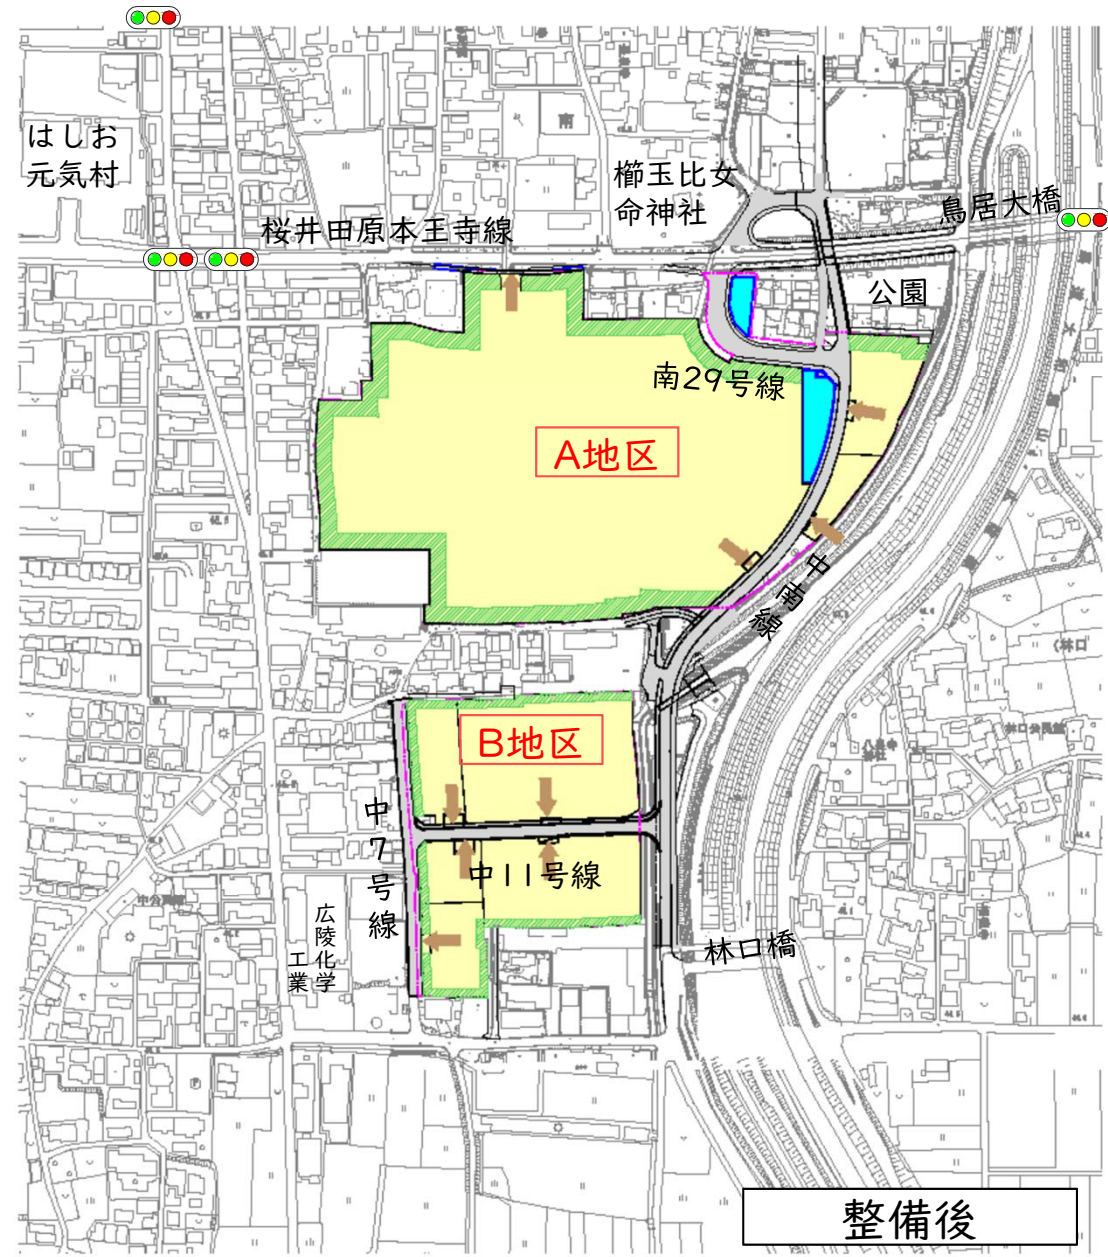 はしお
元気村
南
櫛玉比女
命神社
桜井田原本王寺線
鳥居大橋
公園
南29号線
A地区
中南線
B地区
中7号線
中11号線
広陵化学
工業
林口橋
整備後